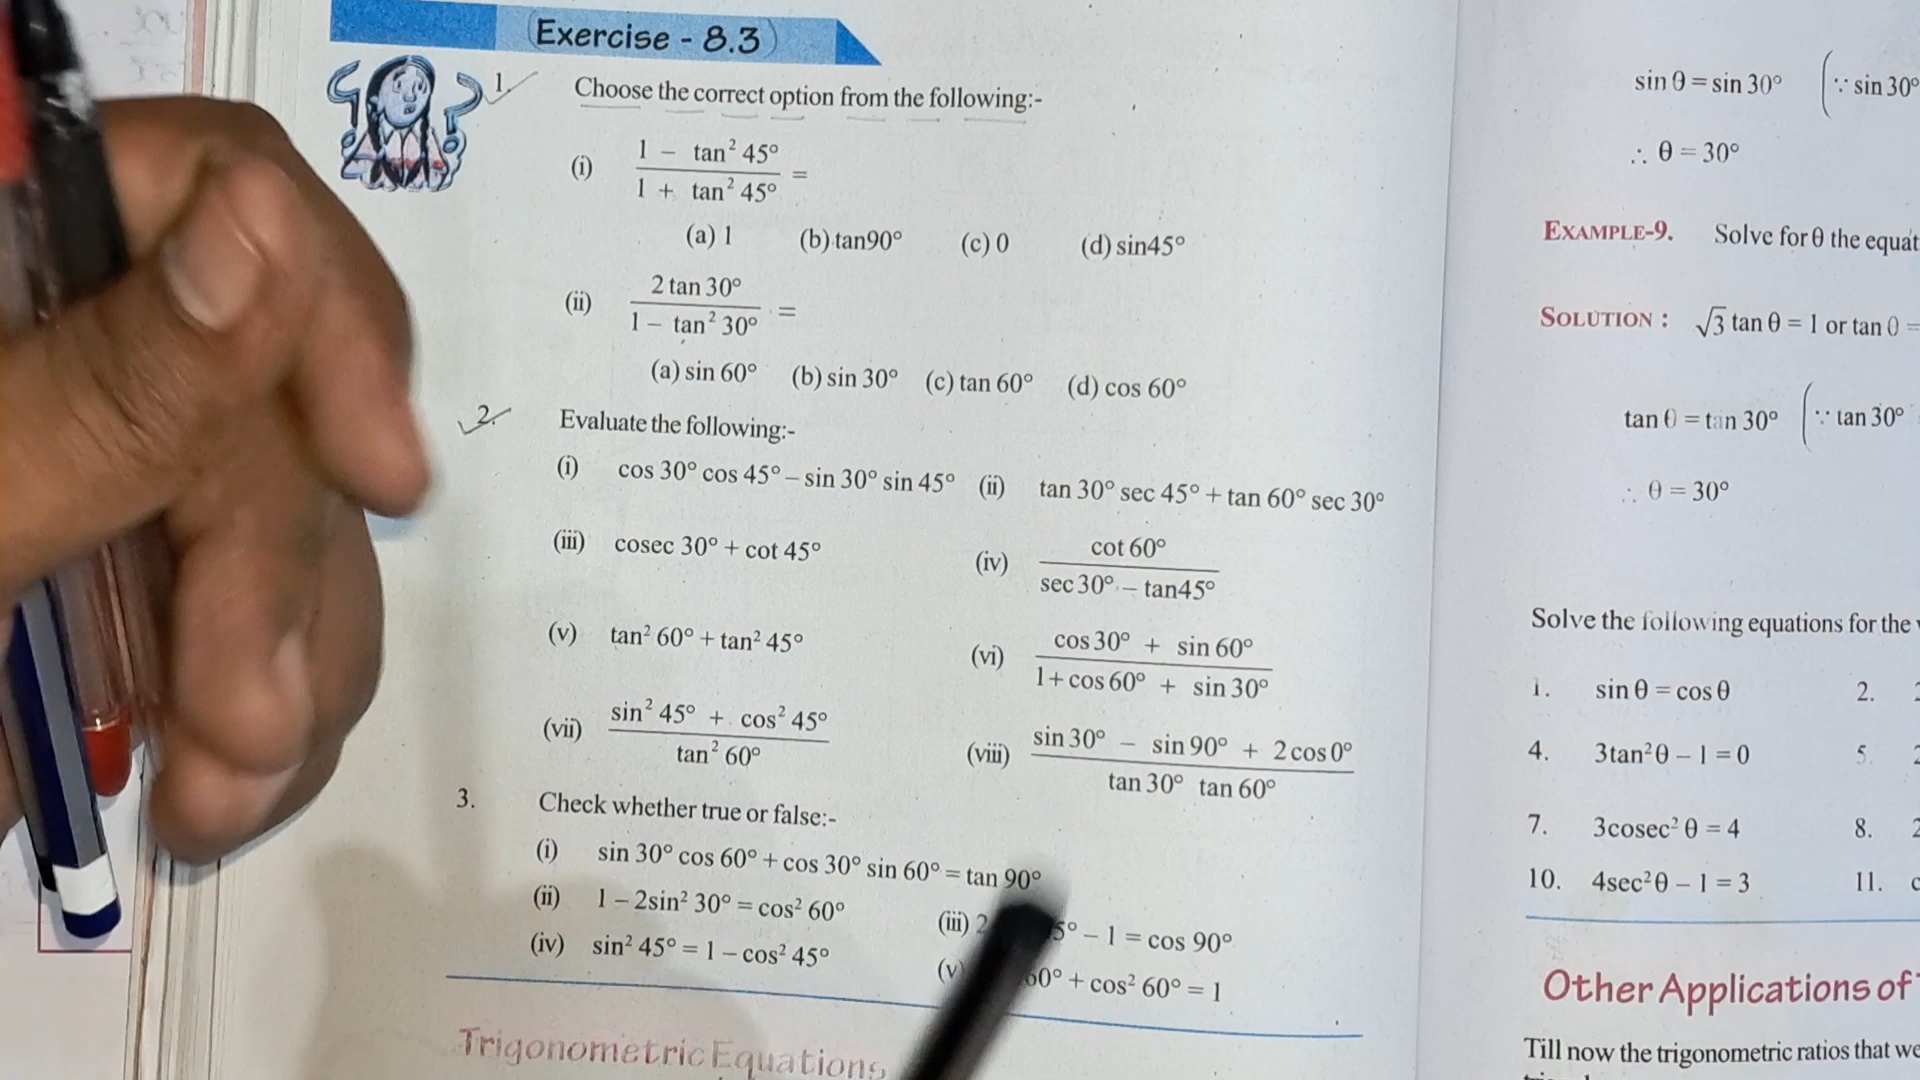 Exercise - 8.3
1. Choose the correct option from the following:-
(i) (1 - tan² 45°) / (1 + tan² 45°) =
(a) 1 (b) tan90° (c) 0 (d) sin45°
(ii) (2 tan 30°) / (1 - tan² 30°) =
(a) sin 60° (b) sin 30° (c) tan 60° (d) cos 60°
2. Evaluate the following:-
(i) cos 30° cos 45° - sin 30° sin 45° (ii) tan 30° sec 45° + tan 60° sec 30°
(iii) cosec 30° + cot 45° (iv) (cot 60°) / (sec 30° - tan45°)
(v) tan² 60° + tan² 45° (vi) (cos 30° + sin 60°) / (1 + cos 60° + sin 30°)
(vii) (sin² 45° + cos² 45°) / (tan² 60°) (viii) (sin 30° - sin 90° + 2 cos 0°) / (tan 30° tan 60°)
3. Check whether true or false:-
(i) sin 30° cos 60° + cos 30° sin 60° = tan 90°
(ii) 1 - 2sin² 30° = cos² 60° (iii) 2 5° - 1 = cos 90°
(iv) sin² 45° = 1 - cos² 45° (v) 60° + cos² 60° = 1
Trigonometric Equations
sin θ = sin 30° (∵ sin 30°
∴ θ = 30°
EXAMPLE-9. Solve for θ the
SOLUTION : √3 tan θ = 1 or tan θ =
tan θ = tan 30° (∵ tan 30°
∴ θ = 30°
Solve the following equations for the
1. sin θ = cos θ 2.
4. 3tan²θ - 1 = 0 5.
7. 3cosec² θ = 4 8.
10. 4sec²θ - 1 = 3 11.
Other Applications of
Till now the trigonometric ratios that we